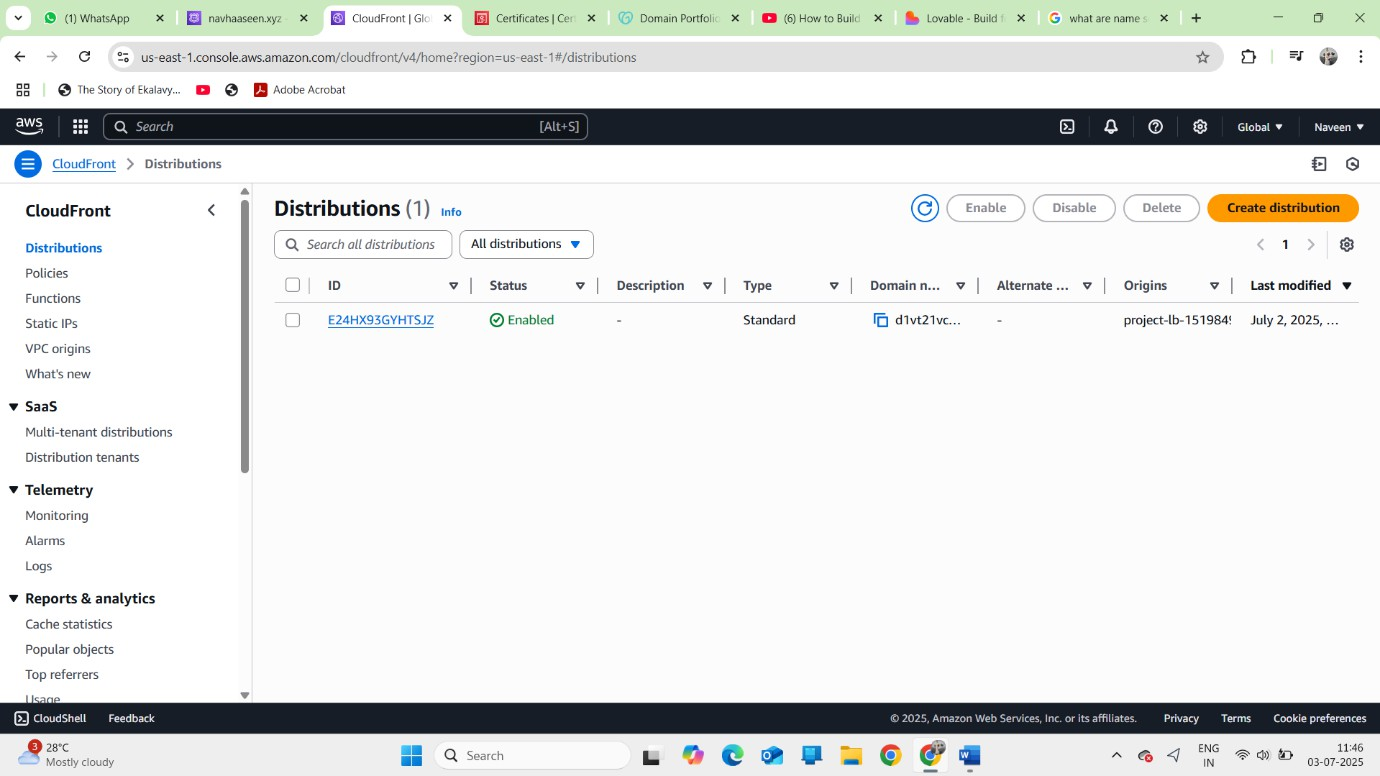 (1) WhatsApp
navhaaseen.xyz -
CloudFront | Glo
Certificates | Cert
Domain Portfolio
(6) How to Build
Lovable - Build f
what are name s
us-east-1.console.aws.amazon.com/cloudfront/v4/home?region=us-east-1#/distributions
The Story of Ekalavy...
Adobe Acrobat
aws
Search
[Alt+S]
Global
Naveen
CloudFront
Distributions
CloudFront
Distributions
Policies
Functions
Static IPs
VPC origins
What's new
SaaS
Multi-tenant distributions
Distribution tenants
Telemetry
Monitoring
Alarms
Logs
Reports & analytics
Cache statistics
Popular objects
Top referrers
Usage
Distributions (1) Info
Enable
Disable
Delete
Create distribution
Search all distributions
All distributions
1
ID Status Description Type Domain n... Alternate ... Origins Last modified
E24HX93GYHTSJZ Enabled - Standard d1vt21vc... - project-lb-1519849 July 2, 2025, ...
CloudShell Feedback
© 2025, Amazon Web Services, Inc. or its affiliates. Privacy Terms Cookie preferences
3
28°C
Mostly cloudy
Search
ENG
IN
11:46
03-07-2025